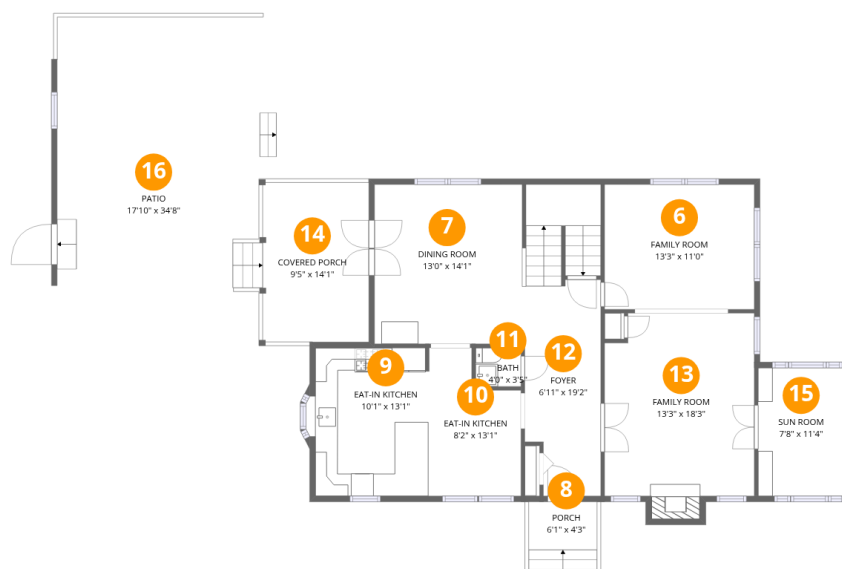 16
PATIO
17'10" x 34'8"
14
COVERED PORCH
9'5" x 14'1"
7
DINING ROOM
13'0" x 14'1"
6
FAMILY ROOM
13'3" x 11'0"
9
EAT-IN KITCHEN
10'1" x 13'1"
11
BATH
4'0" x 3'5"
10
EAT-IN KITCHEN
8'2" x 13'1"
12
FOYER
6'11" x 19'2"
13
FAMILY ROOM
13'3" x 18'3"
15
SUN ROOM
7'8" x 11'4"
8
PORCH
6'1" x 4'3"